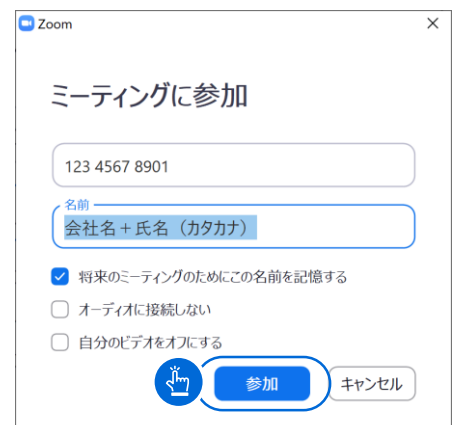 Zoom
ミーティングに参加
123 4567 8901
名前
会社名+氏名（カタカナ）
将来のミーティングのためにこの名前を記憶する
オーディオに接続しない
自分のビデオをオフにする
参加 キャンセル